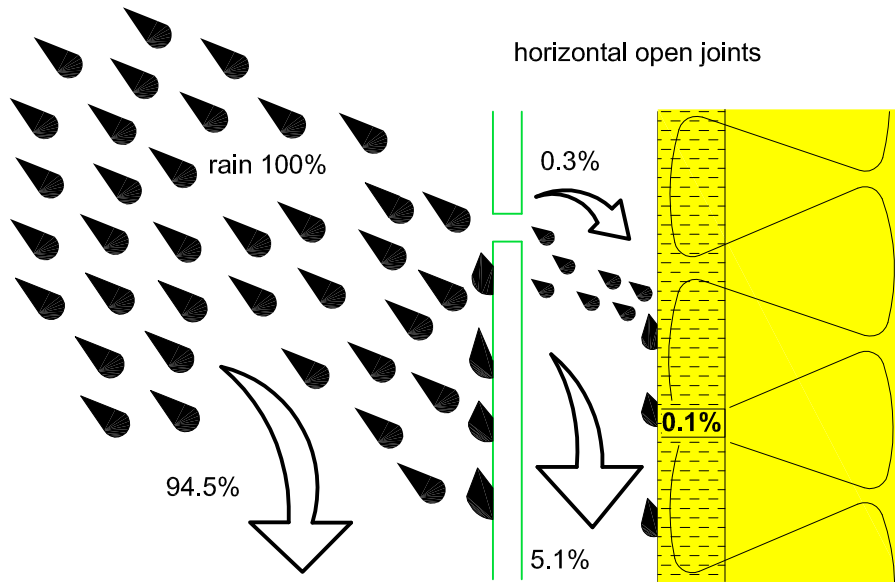 horizontal open joints
rain 100%
0.3%
0.1%
94.5%
5.1%